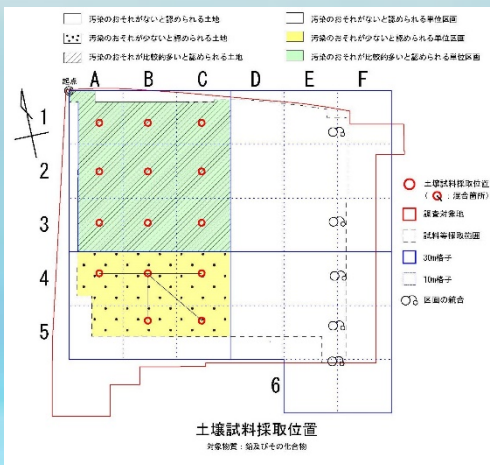 汚染のおそれがないと認められる土地
汚染のおそれが少ないと認められる土地
汚染のおそれが比較的多いと認められる土地
汚染のおそれがないと認められる単位区画
汚染のおそれが少ないと認められる単位区画
汚染のおそれが比較的多いと認められる単位区画
起点
A B C D E F
1
2
3
4
5
6
土壌試料採取位置
( : 混合箇所)
調査対象地
試料等採取範囲
30m格子
10m格子
区画の統合
土壌試料採取位置
対象物質：鉛及びその化合物